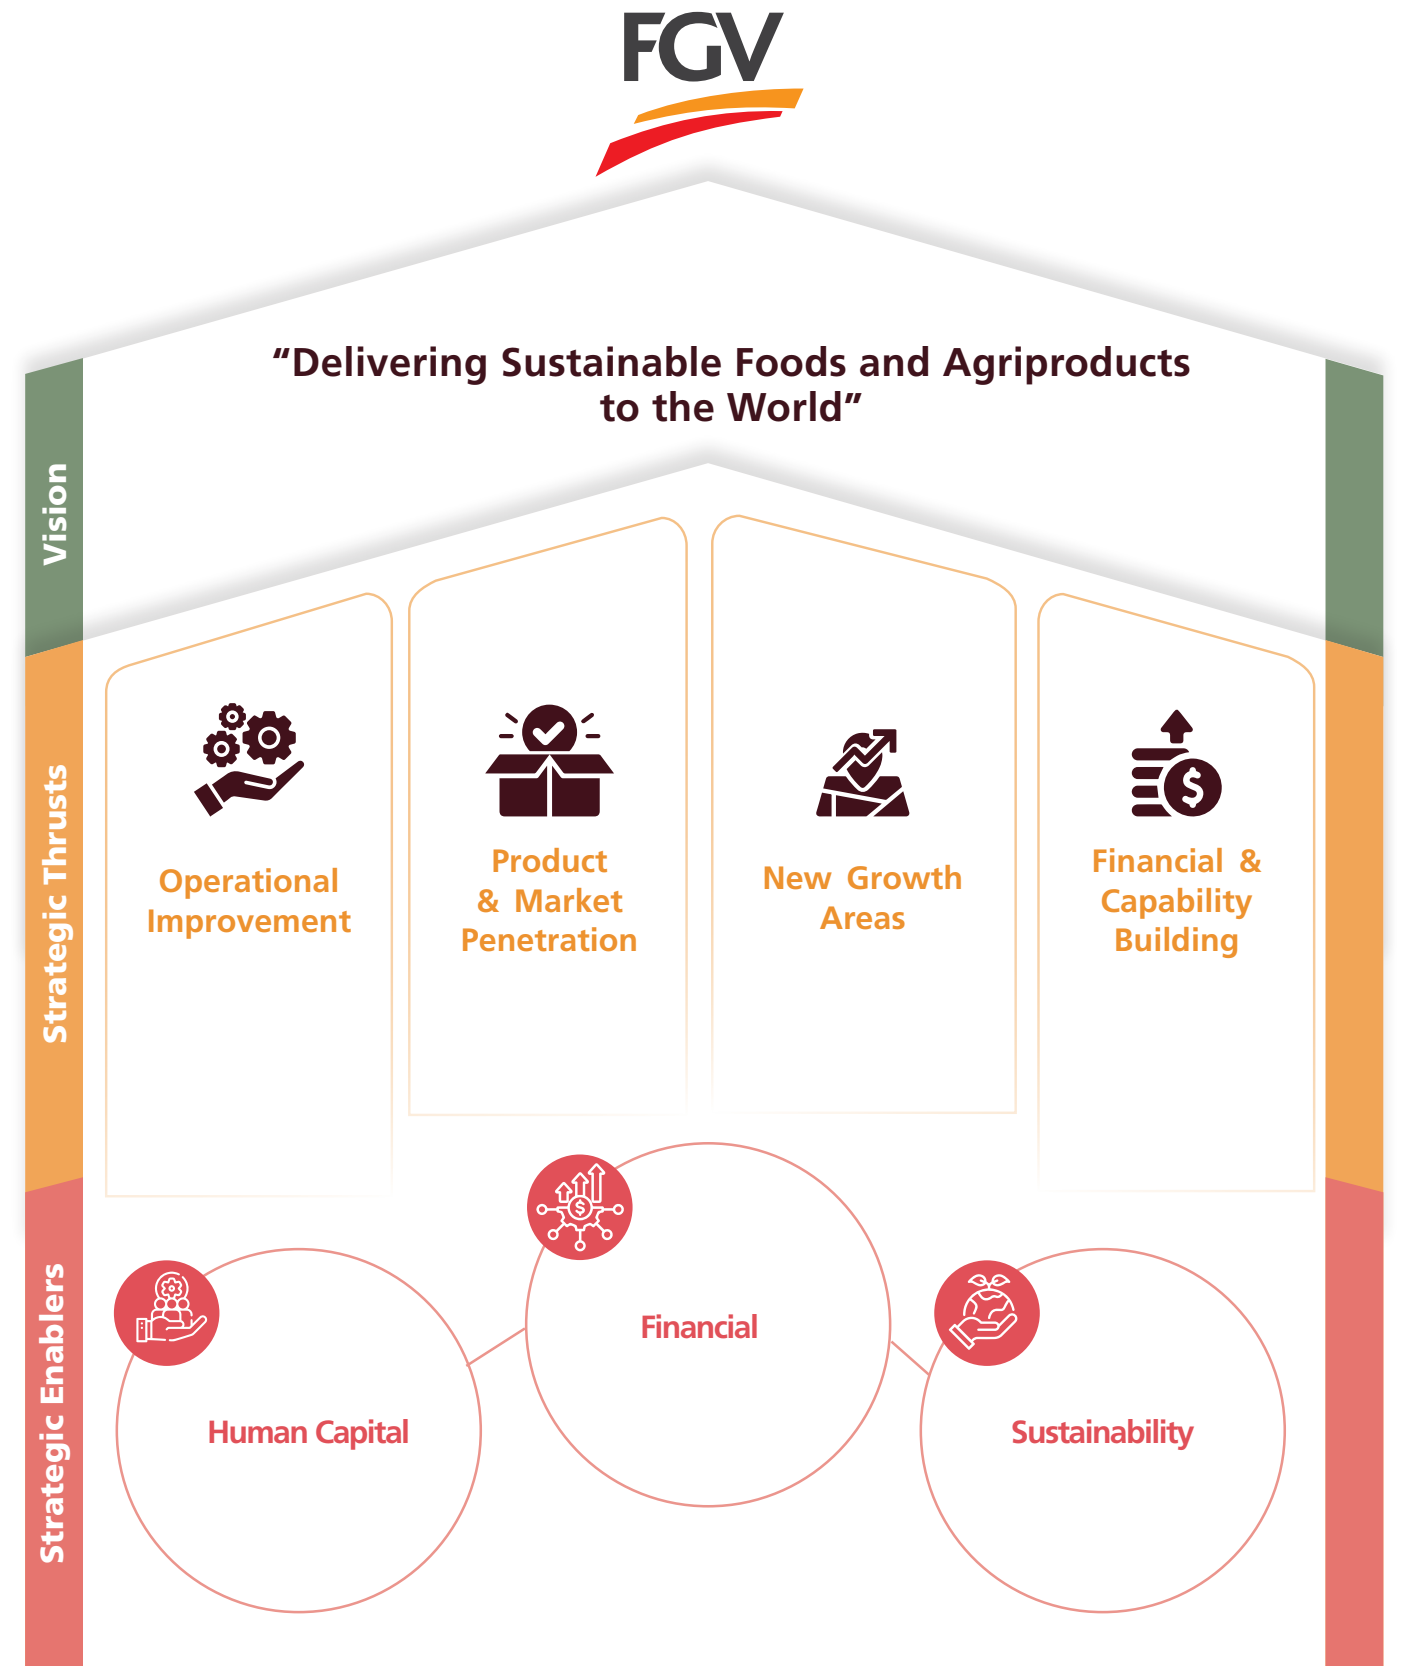 FGV
“Delivering Sustainable Foods and Agriproducts
to the World”
Vision
Strategic Thrusts
Operational
Improvement
Product
& Market
Penetration
New Growth
Areas
Financial &
Capability
Building
Strategic Enablers
Human Capital
Financial
Sustainability